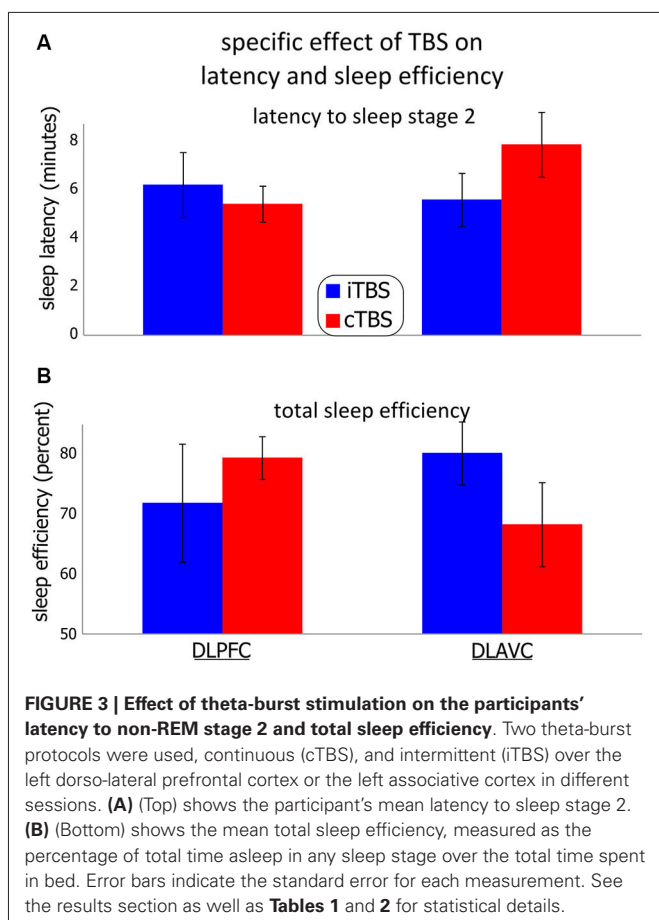 A
specific effect of TBS on
latency and sleep efficiency
latency to sleep stage 2
sleep latency (minutes)
8
6
4
2
0
iTBS
cTBS
B
total sleep efficiency
sleep efficiency (percent)
80
70
60
50
DLPFC DLAVC
FIGURE 3 | Effect of theta-burst stimulation on the participants’
latency to non-REM stage 2 and total sleep efficiency. Two theta-burst
protocols were used, continuous (cTBS), and intermittent (iTBS) over the
left dorso-lateral prefrontal cortex or the left associative cortex in different
sessions. (A) (Top) shows the participant’s mean latency to sleep stage 2.
(B) (Bottom) shows the mean total sleep efficiency, measured as the
percentage of total time asleep in any sleep stage over the total time spent
in bed. Error bars indicate the standard error for each measurement. See
the results section as well as Tables 1 and 2 for statistical details.